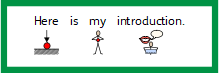 Here is my introduction.